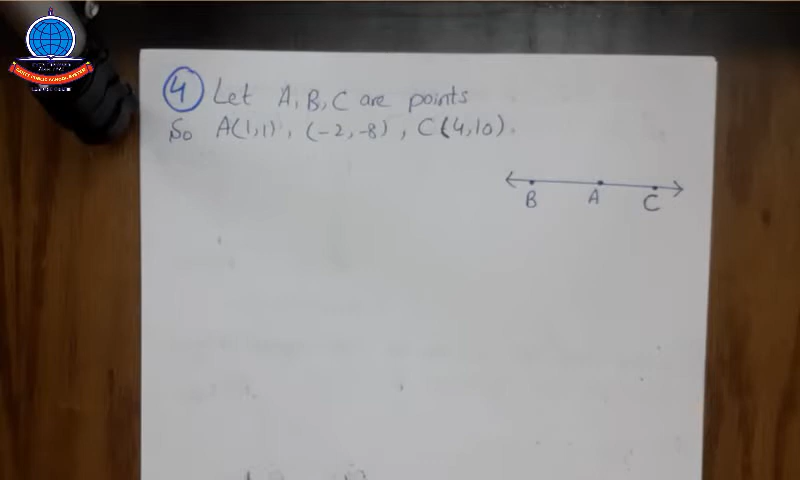 4 Let A, B, C are points
So A(1,1), (-2,-8), C(4,10).
B A C